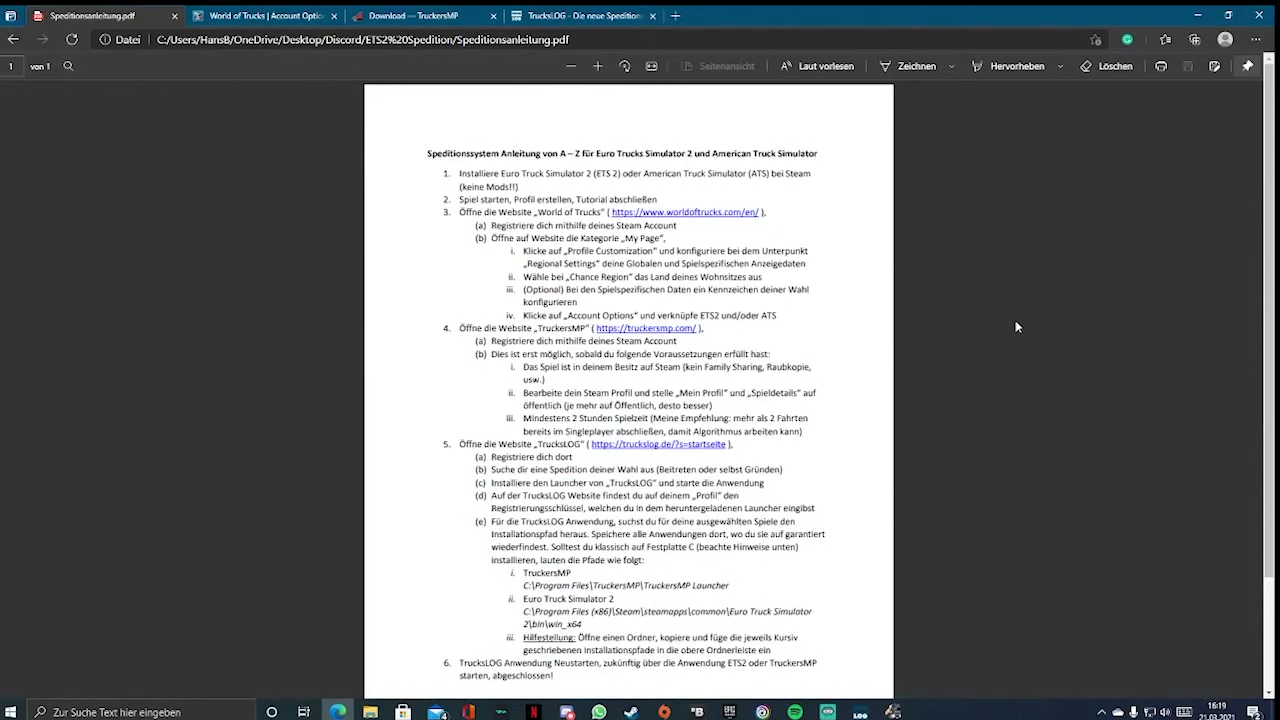 Speditionsanleitung.pdf
World of Trucks | Account Optio
Download — TruckersMP
TrucksLOG - Die neue Spedition
Datei
C:/Users/HansB/OneDrive/Desktop/Discord/ETS2%20Spedition/Speditionsanleitung.pdf
1 von 1
Seitenansicht
Laut vorlesen
Zeichnen
Hervorheben
Löschen
Speditionssystem Anleitung von A – Z für Euro Trucks Simulator 2 und American Truck Simulator
1. Installiere Euro Truck Simulator 2 (ETS 2) oder American Truck Simulator (ATS) bei Steam
(keine Mods!!)
2. Spiel starten, Profil erstellen, Tutorial abschließen
3. Öffne die Website „World of Trucks“ ( https://www.worldoftrucks.com/en/ ),
(a) Registriere dich mithilfe deines Steam Account
(b) Öffne auf Website die Kategorie „My Page“,
i. Klicke auf „Profile Customization“ und konfiguriere bei dem Unterpunkt
„Regional Settings“ deine Globalen und Spielspezifischen Anzeigedaten
ii. Wähle bei „Chance Region“ das Land deines Wohnsitzes aus
iii. (Optional) Bei den Spielspezifischen Daten ein Kennzeichen deiner Wahl
konfigurieren
iv. Klicke auf „Account Options“ und verknüpfe ETS2 und/oder ATS
4. Öffne die Website „TruckersMP“ ( https://truckersmp.com/ ),
(a) Registriere dich mithilfe deines Steam Account
(b) Dies ist erst möglich, sobald du folgende Voraussetzungen erfüllt hast:
i. Das Spiel ist in deinem Besitz auf Steam (kein Family Sharing, Raubkopie,
usw.)
ii. Bearbeite dein Steam Profil und stelle „Mein Profil“ und „Spieldetails“ auf
öffentlich (je mehr auf Öffentlich, desto besser)
iii. Mindestens 2 Stunden Spielzeit (Meine Empfehlung: mehr als 2 Fahrten
bereits im Singleplayer abschließen, damit Algorithmus arbeiten kann)
5. Öffne die Website „TrucksLOG“ ( https://truckslog.de/?s=startseite ),
(a) Registriere dich dort
(b) Suche dir eine Spedition deiner Wahl aus (Beitreten oder selbst Gründen)
(c) Installiere den Launcher von „TrucksLOG“ und starte die Anwendung
(d) Auf der TrucksLOG Website findest du auf deinem „Profil“ den
Registrierungsschlüssel, welchen du in dem heruntergeladenen Launcher eingibst
(e) Für die TrucksLOG Anwendung, suchst du für deine ausgewählten Spiele den
Installationspfad heraus. Speichere alle Anwendungen dort, wo du sie auf garantiert
wiederfindest. Solltest du klassisch auf Festplatte C (beachte Hinweise unten)
installieren, lauten die Pfade wie folgt:
i. TruckersMP
C:\Program Files\TruckersMP\TruckersMP Launcher
ii. Euro Truck Simulator 2
C:\Program Files (x86)\Steam\steamapps\common\Euro Truck Simulator
2\bin\win_x64
iii. Hilfestellung: Öffne einen Ordner, kopiere und füge die jeweils Kursiv
geschriebenen Installationspfade in die obere Ordnerleiste ein
6. TrucksLOG Anwendung Neustarten, zukünftig über die Anwendung ETS2 oder TruckersMP
starten, abgeschlossen!
Zur Suche Text hier eingeben
LOG
16:19
21.03.2021